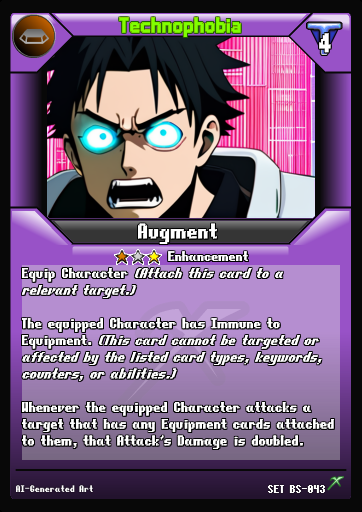 Technophobia
4
Augment
Enhancement
Equip Character (Attach this card to a
relevant target.)
The equipped Character has Immune to
Equipment. (This card cannot be targeted or
affected by the listed card types, keywords,
counters, or abilities.)
Whenever the equipped Character attacks a
target that has any Equipment cards attached
to them, that Attack's Damage is doubled.
AI-Generated Art
SET BS-043